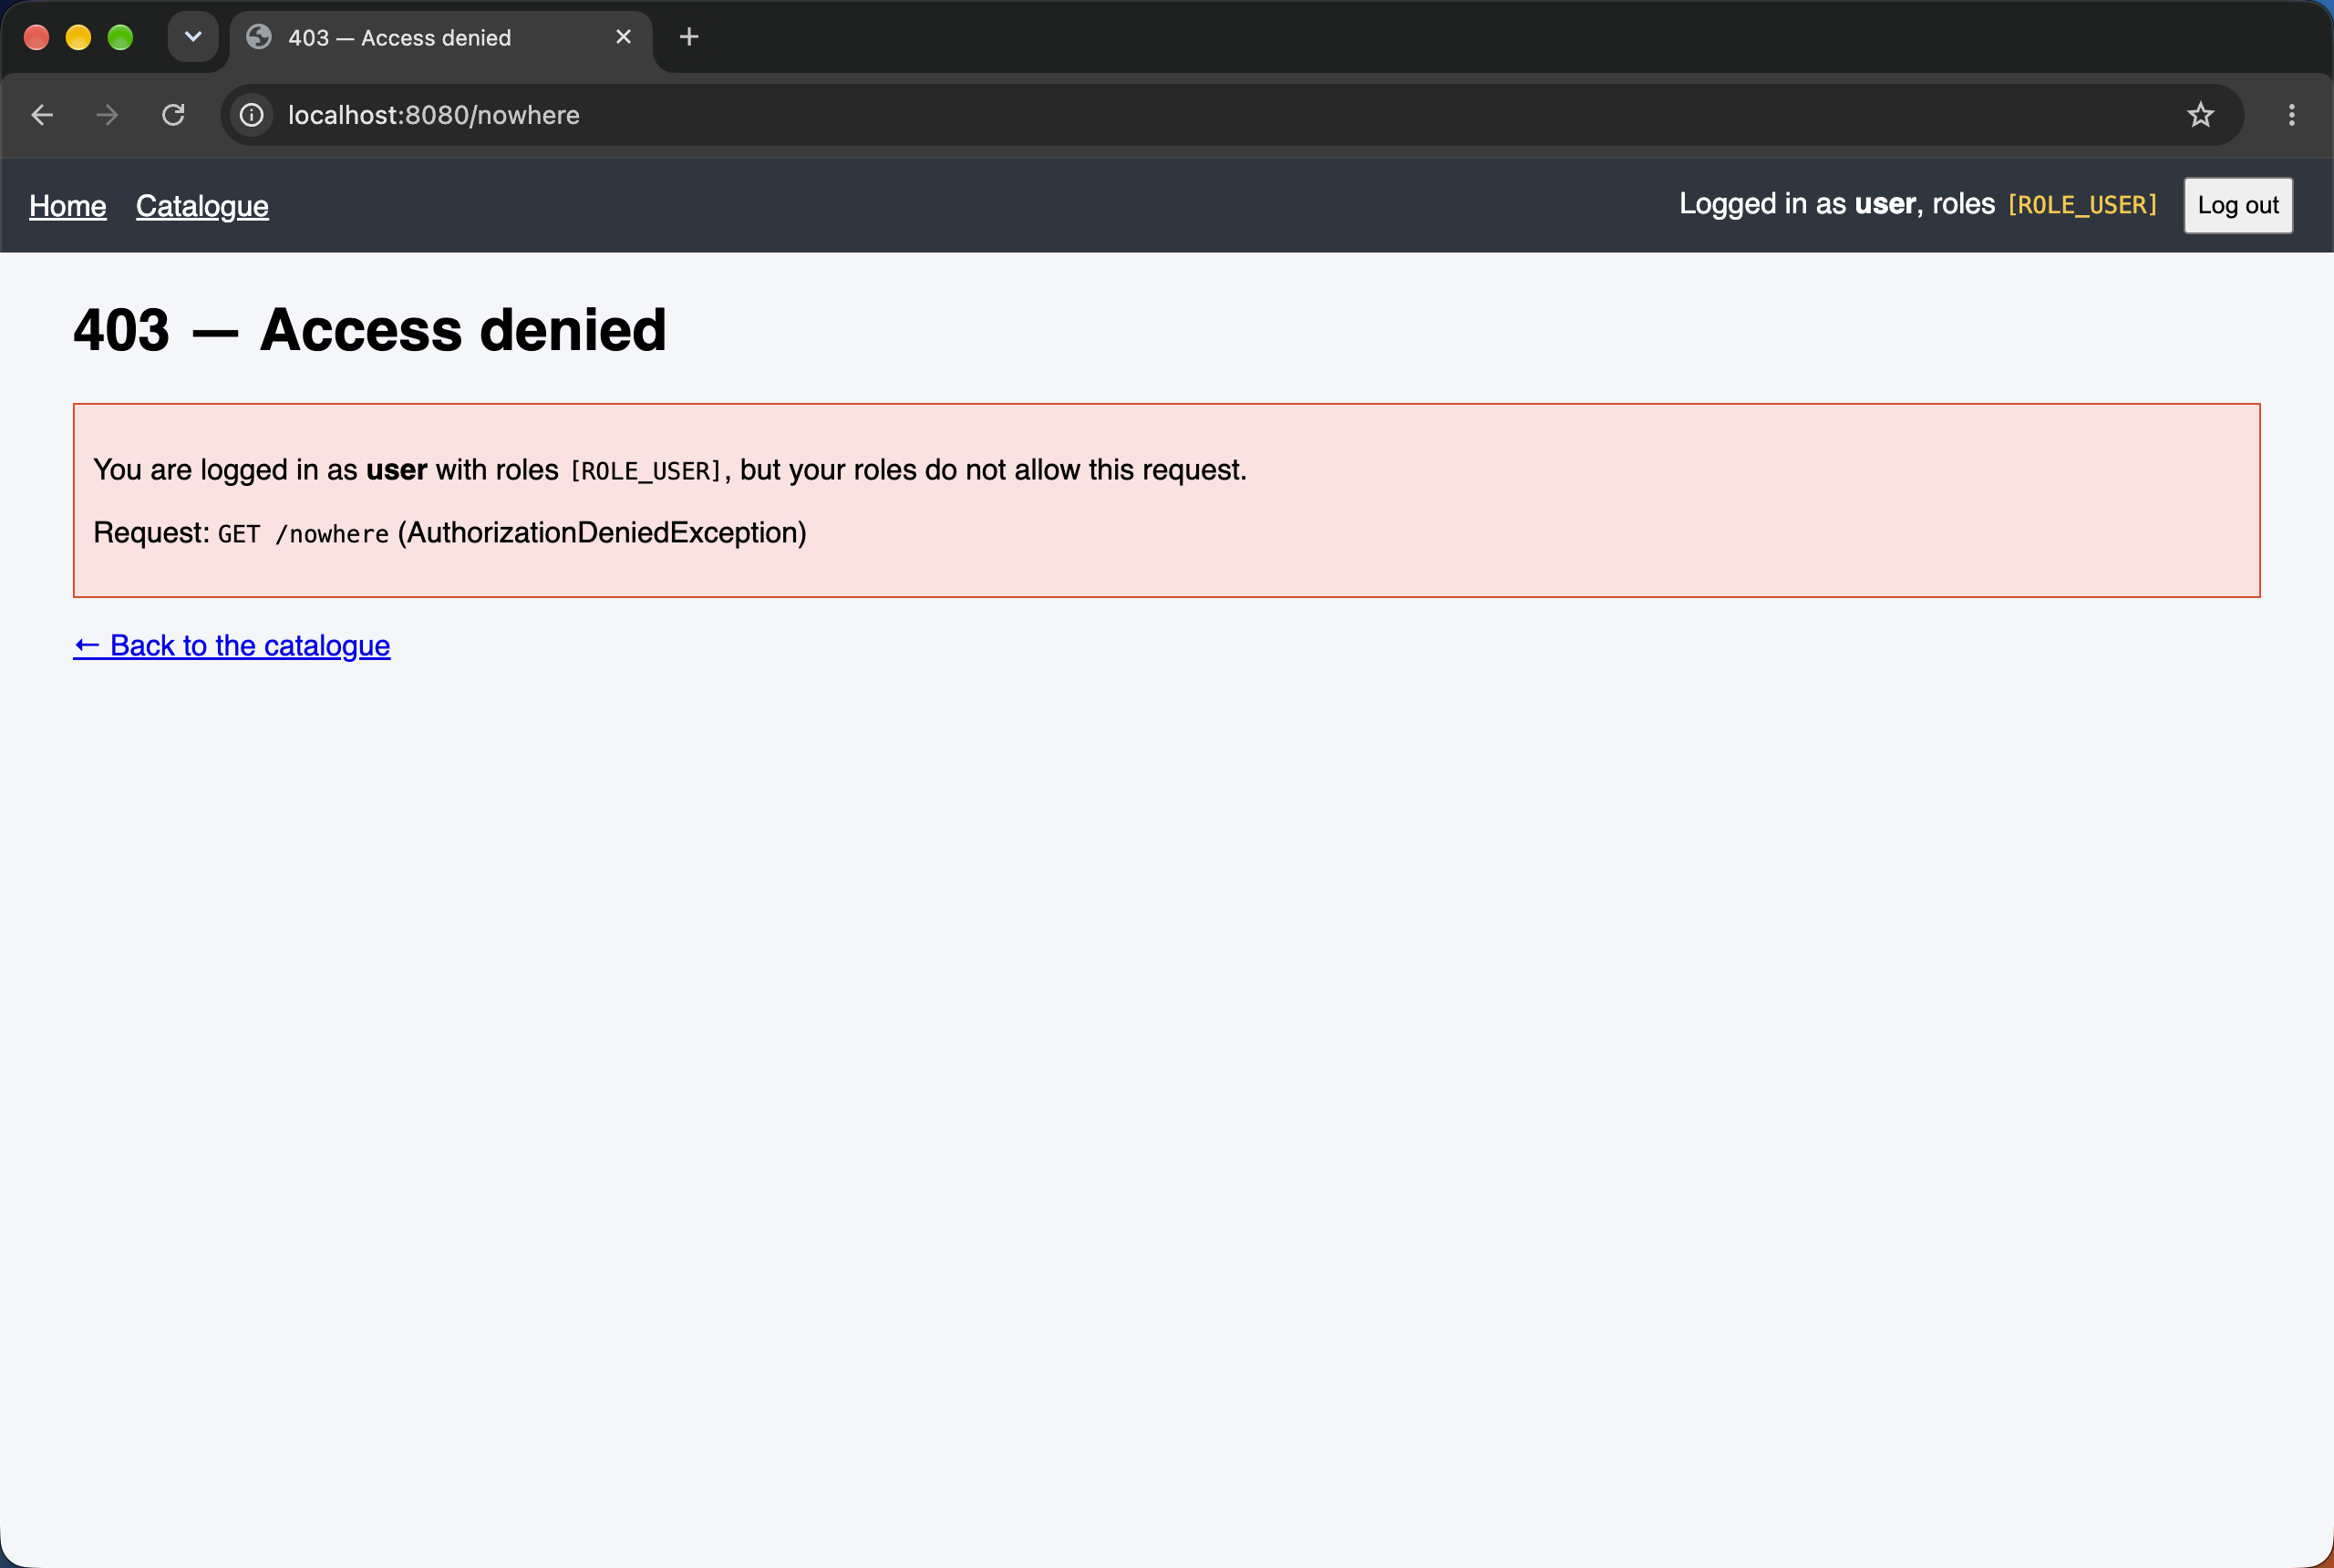 403 — Access denied
localhost:8080/nowhere
Home Catalogue Logged in as user, roles [ROLE_USER] Log out
403 — Access denied
You are logged in as user with roles [ROLE_USER], but your roles do not allow this request.
Request: GET /nowhere (AuthorizationDeniedException)
← Back to the catalogue